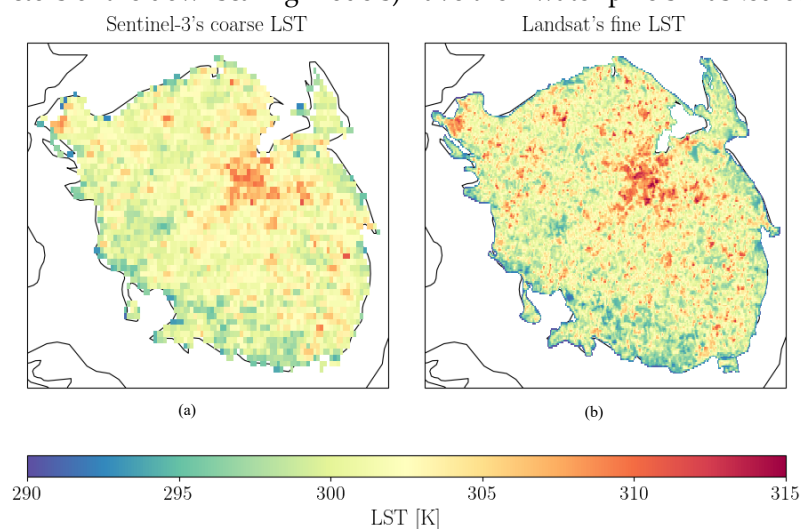 Sentinel-3's coarse LST
Landsat's fine LST
(a)
(b)
290
295
300
305
310
315
LST [K]